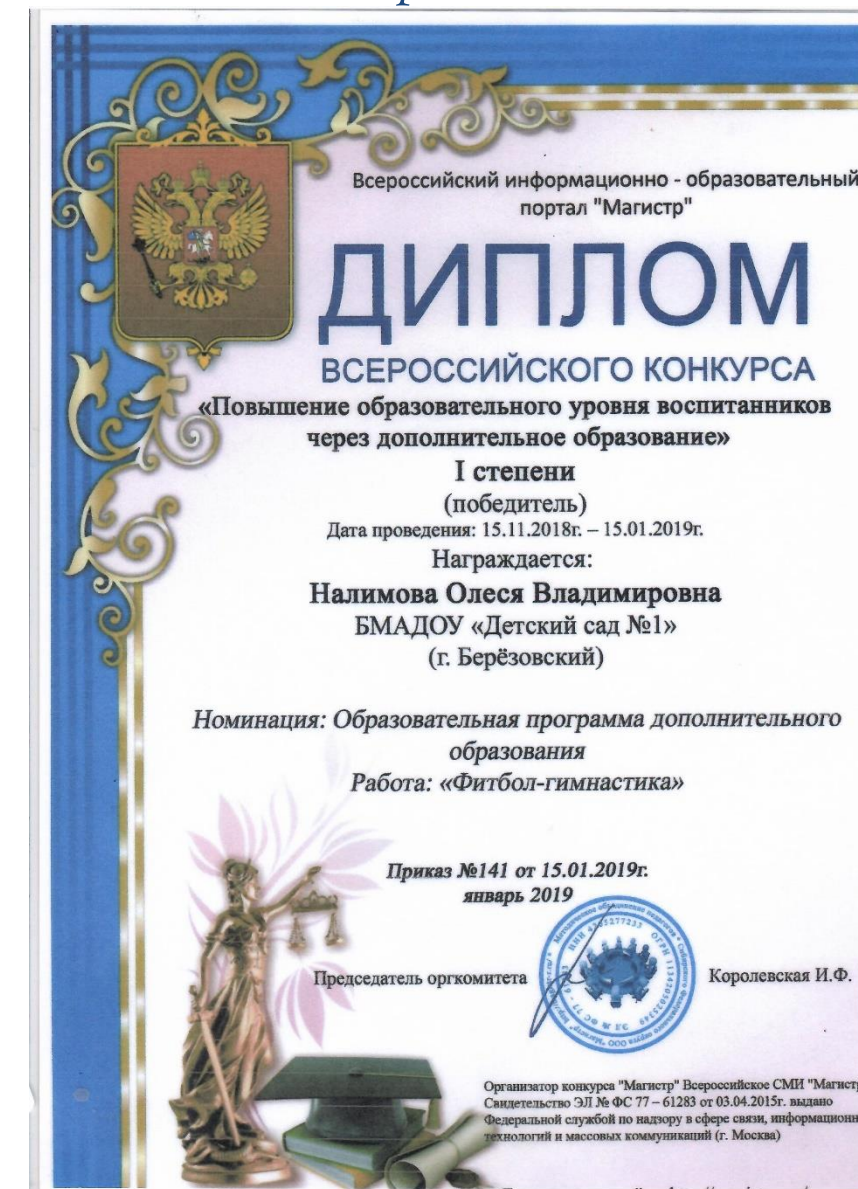 Всероссийский информационно - образовательный
портал "Магистр"
ДИПЛОМ
ВСЕРОССИЙСКОГО КОНКУРСА
«Повышение образовательного уровня воспитанников
через дополнительное образование»
I степени
(победитель)
Дата проведения: 15.11.2018г. – 15.01.2019г.
Награждается:
Налимова Олеся Владимировна
БМАДОУ «Детский сад №1»
(г. Берёзовский)
Номинация: Образовательная программа дополнительного
образования
Работа: «Фитбол-гимнастика»
Приказ №141 от 15.01.2019г.
январь 2019
Председатель оргкомитета
Королевская И.Ф.
Организатор конкурса "Магистр" Всероссийское СМИ "Магистр
Свидетельство ЭЛ № ФС 77 – 61283 от 03.04.2015г. выдано
Федеральной службой по надзору в сфере связи, информационн
технологий и массовых коммуникаций (г. Москва)